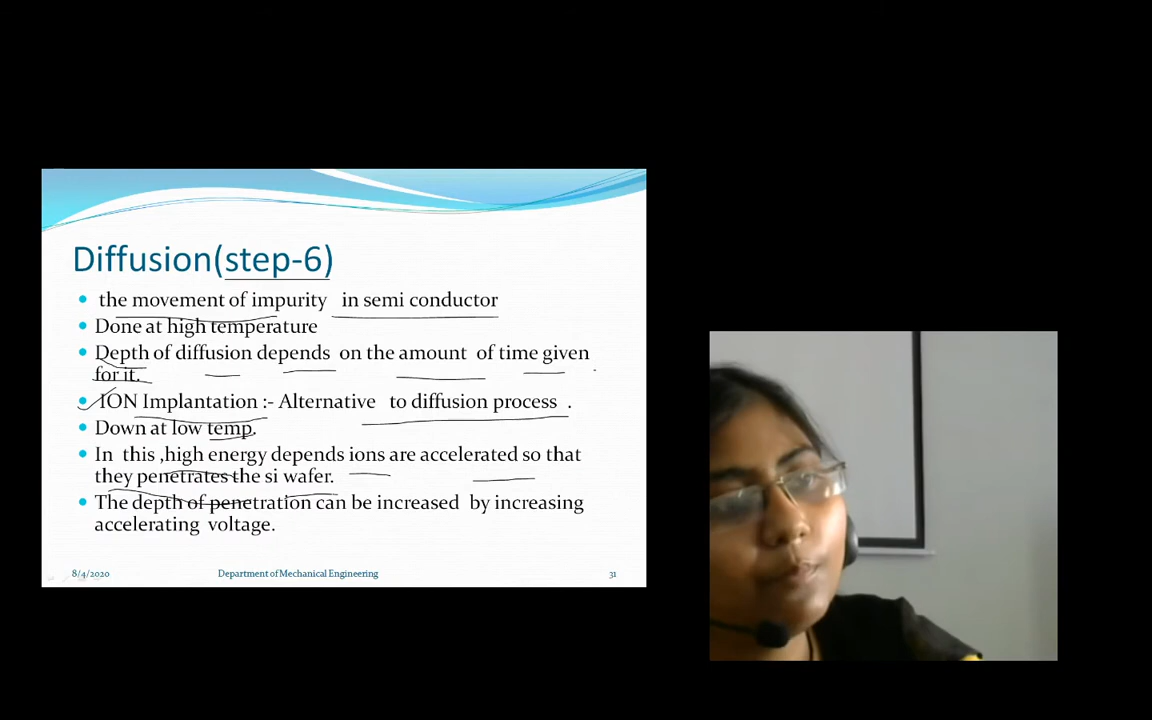 Diffusion(step-6)
the movement of impurity in semi conductor
Done at high temperature
Depth of diffusion depends on the amount of time given
for it.
ION Implantation :- Alternative to diffusion process .
Down at low temp.
In this ,high energy depends ions are accelerated so that
they penetrates the si wafer.
The depth of penetration can be increased by increasing
accelerating voltage.
8/4/2020 Department of Mechanical Engineering 31